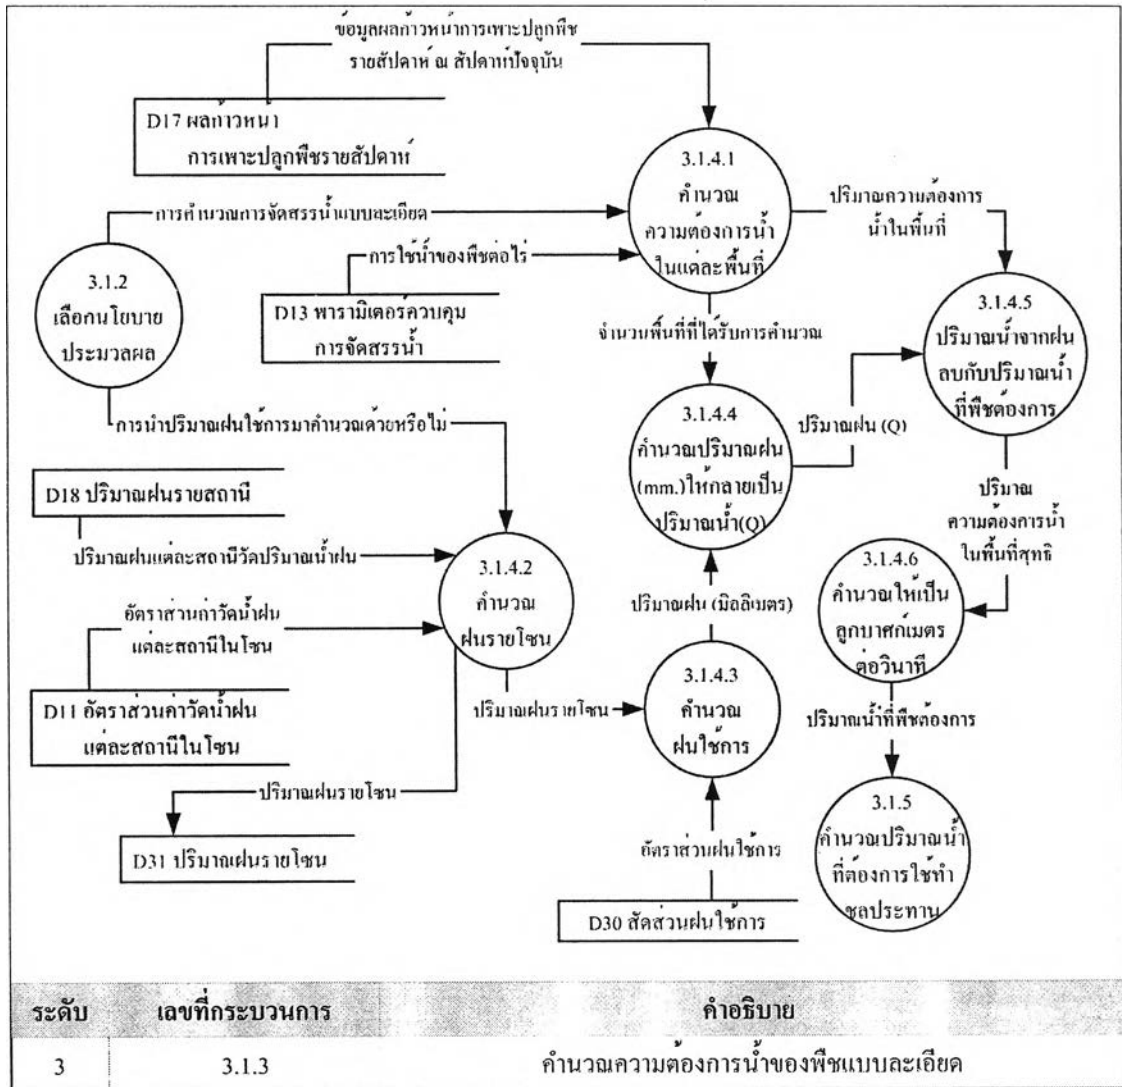 ข้อมูลผลก้าวหน้าการเพาะปลูกพืช
รายสัปดาห์ ณ สัปดาห์ปัจจุบัน
D17 ผลก้าวหน้า
การเพาะปลูกพืชรายสัปดาห์
3.1.4.1
คำนวณ
ความต้องการน้ำ
ในแต่ละพื้นที่
ปริมาณความต้องการ
น้ำในพื้นที่
การคำนวณการจัดสรรน้ำแบบละเอียด
การใช้น้ำของพืชต่อไร่
3.1.2
เลือกนโยบาย
ประมวลผล
D13 พารามิเตอร์ควบคุม
การจัดสรรน้ำ
จำนวนพื้นที่ที่ได้รับการคำนวณ
3.1.4.5
ปริมาณน้ำจากฝน
ลบกับปริมาณน้ำ
ที่พืชต้องการ
การนำปริมาณฝนใช้การมาคำนวณด้วยหรือไม่
3.1.4.4
คำนวณปริมาณฝน
(mm.)ให้กลายเป็น
ปริมาณน้ำ(Q)
ปริมาณฝน (Q)
D18 ปริมาณฝนรายสถานี
ปริมาณฝนแต่ละสถานีวัดปริมาณน้ำฝน
ปริมาณ
ความต้องการน้ำ
ในพื้นที่สุทธิ
3.1.4.2
คำนวณ
ฝนรายโซน
3.1.4.6
คำนวณให้เป็น
ลูกบาศก์เมตร
ต่อวินาที
ปริมาณฝน (มิลลิเมตร)
อัตราส่วนค่าวัดน้ำฝน
แต่ละสถานีในโซน
D11 อัตราส่วนค่าวัดน้ำฝน
แต่ละสถานีในโซน
ปริมาณฝนรายโซน
3.1.4.3
คำนวณ
ฝนใช้การ
ปริมาณน้ำที่พืชต้องการ
ปริมาณฝนรายโซน
D31 ปริมาณฝนรายโซน
อัตราส่วนฝนใช้การ
3.1.5
คำนวณปริมาณน้ำ
ที่ต้องการใช้ทำ
ชลประทาน
D30 สัดส่วนฝนใช้การ
ระดับ เลขที่กระบวนการ คำอธิบาย
3 3.1.3 คำนวณความต้องการน้ำของพืชแบบละเอียด